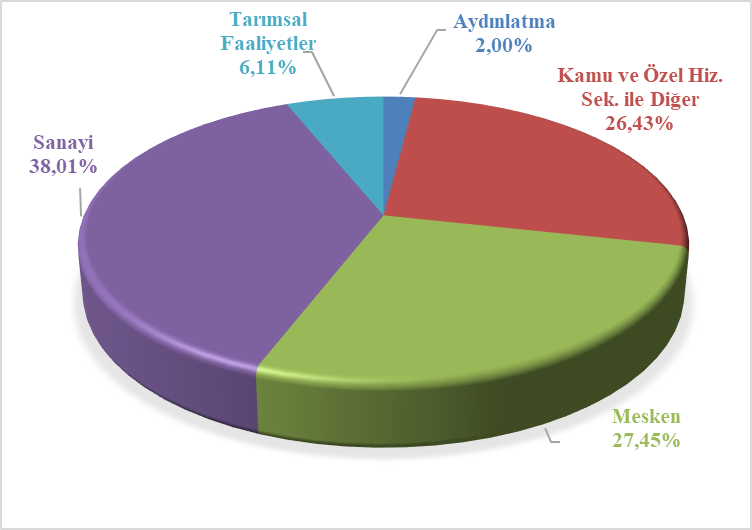 Tarımsal
Faaliyetler
6,11%
Aydınlatma
2,00%
Kamu ve Özel Hiz.
Sek. ile Diğer
26,43%
Sanayi
38,01%
Mesken
27,45%